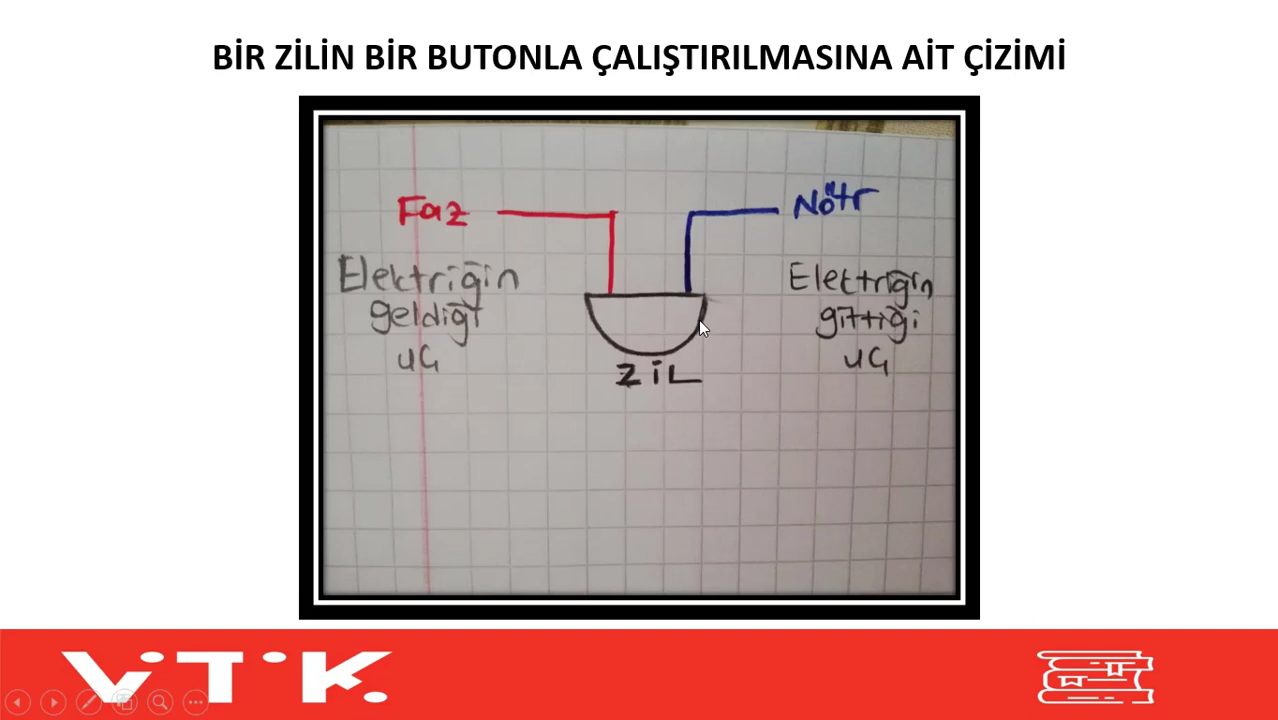 BİR ZİLİN BİR BUTONLA ÇALIŞTIRILMASINA AİT ÇİZİMİ
Faz
Nötr
Elektriğin
geldiği
uç
Elektriğin
gittiği
uç
ZİL
VTK.